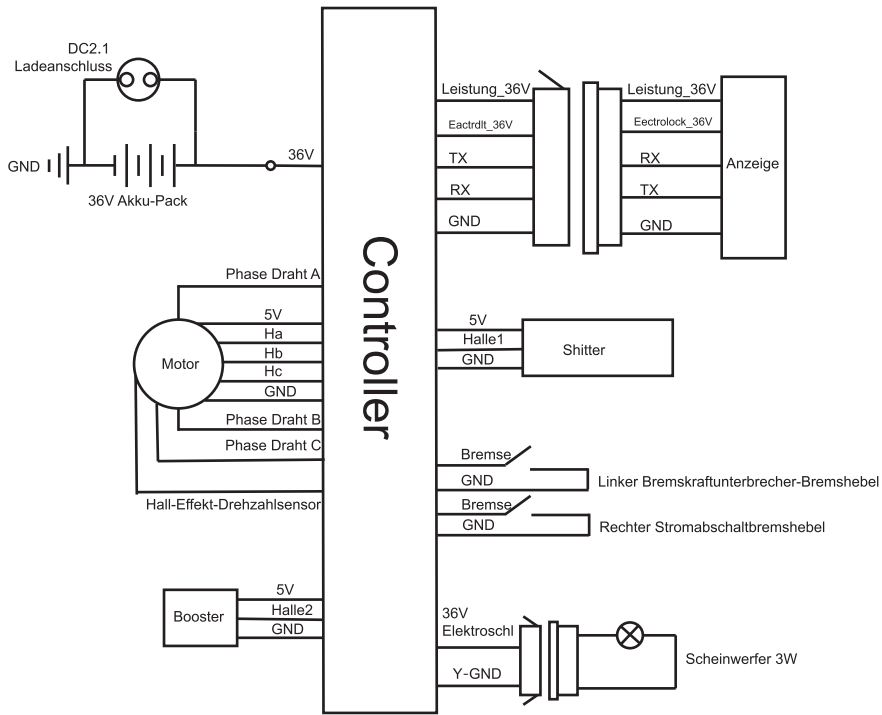 DC2.1
Ladeanschluss
GND
36V
36V Akku-Pack
Phase Draht A
5V
Ha
Hb
Hc
GND
Motor
Phase Draht B
Phase Draht C
Hall-Effekt-Drehzahlsensor
5V
Halle2
GND
Booster
Controller
Leistung_36V
Eactrdlt_36V
TX
RX
GND
Leistung_36V
Eectrolock_36V
RX
TX
GND
Anzeige
5V
Halle1
GND
Shitter
Bremse
GND
Linker Bremskraftunterbrecher-Bremshebel
Bremse
GND
Rechter Stromabschaltbremshebel
36V
Elektroschl
Y-GND
Scheinwerfer 3W